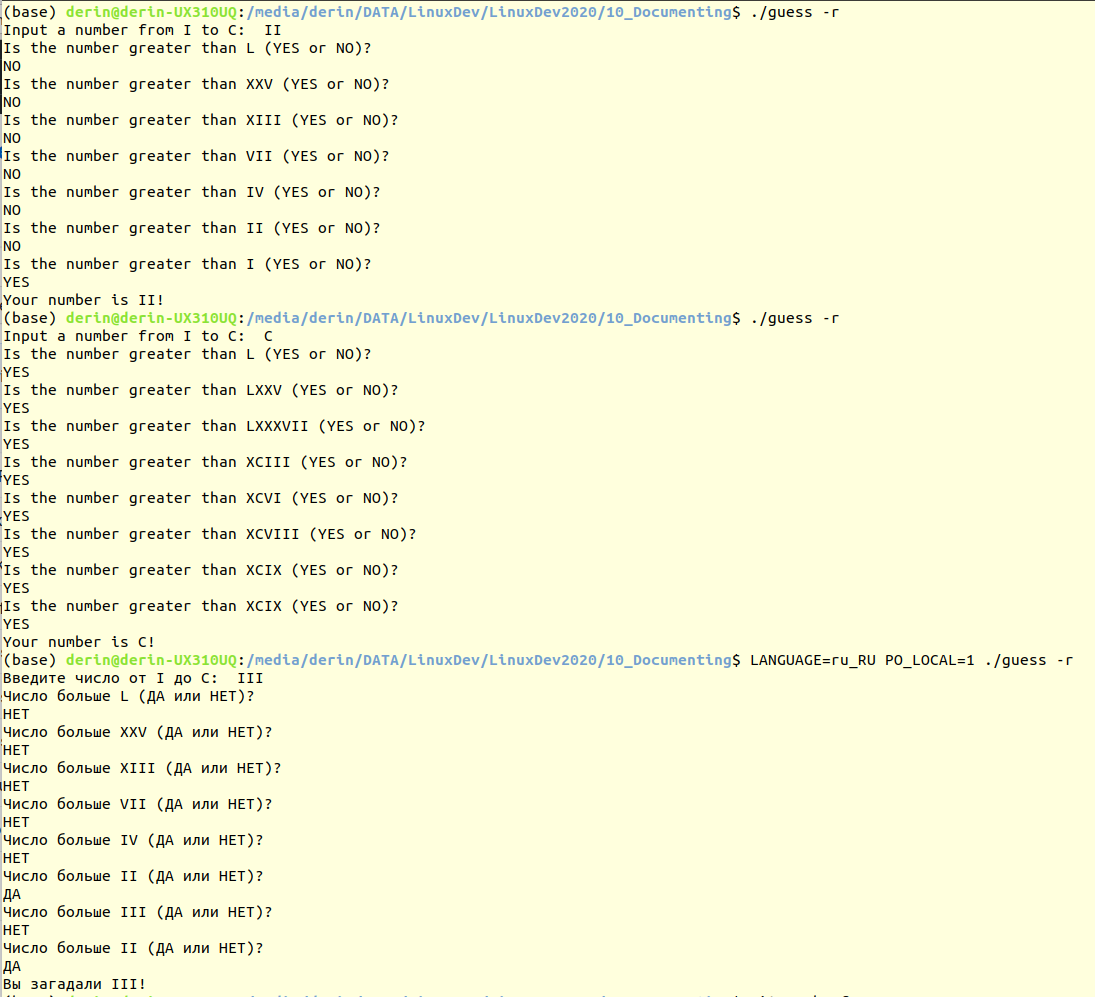 (base) derin@derin-UX310UQ:/media/derin/DATA/LinuxDev/LinuxDev2020/10_Documenting$ ./guess -r
Input a number from I to C:  II
Is the number greater than L (YES or NO)?
NO
Is the number greater than XXV (YES or NO)?
NO
Is the number greater than XIII (YES or NO)?
NO
Is the number greater than VII (YES or NO)?
NO
Is the number greater than IV (YES or NO)?
NO
Is the number greater than II (YES or NO)?
NO
Is the number greater than I (YES or NO)?
YES
Your number is II!
(base) derin@derin-UX310UQ:/media/derin/DATA/LinuxDev/LinuxDev2020/10_Documenting$ ./guess -r
Input a number from I to C:  C
Is the number greater than L (YES or NO)?
YES
Is the number greater than LXXV (YES or NO)?
YES
Is the number greater than LXXXVII (YES or NO)?
YES
Is the number greater than XCIII (YES or NO)?
YES
Is the number greater than XCVI (YES or NO)?
YES
Is the number greater than XCVIII (YES or NO)?
YES
Is the number greater than XCIX (YES or NO)?
YES
Is the number greater than XCIX (YES or NO)?
YES
Your number is C!
(base) derin@derin-UX310UQ:/media/derin/DATA/LinuxDev/LinuxDev2020/10_Documenting$ LANGUAGE=ru_RU PO_LOCAL=1 ./guess -r
Введите число от I до C:  III
Число больше L (ДА или НЕТ)?
НЕТ
Число больше XXV (ДА или НЕТ)?
НЕТ
Число больше XIII (ДА или НЕТ)?
НЕТ
Число больше VII (ДА или НЕТ)?
НЕТ
Число больше IV (ДА или НЕТ)?
НЕТ
Число больше II (ДА или НЕТ)?
ДА
Число больше III (ДА или НЕТ)?
НЕТ
Число больше II (ДА или НЕТ)?
ДА
Вы загадали III!